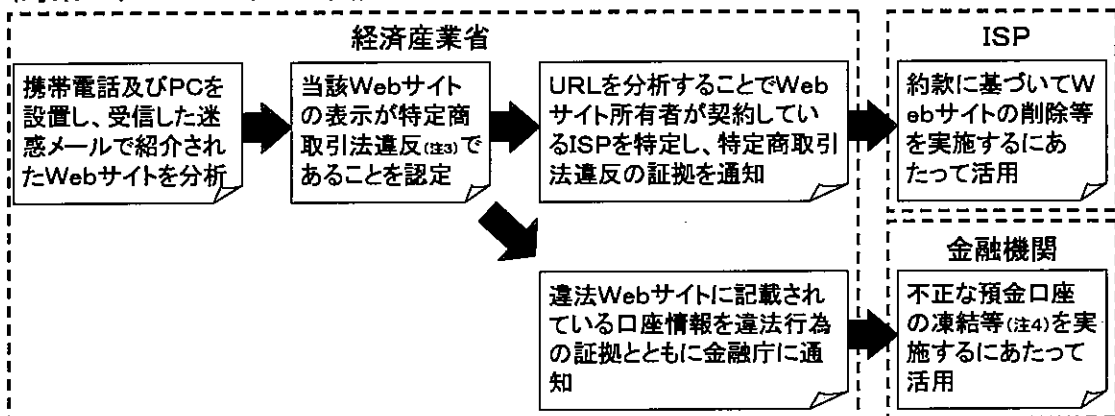 経済産業省
携帯電話及びPCを
設置し、受信した迷
惑メールで紹介され
たWebサイトを分析
当該Webサイト
の表示が特定商
取引法違反(注3)で
あることを認定
URLを分析することでWeb
サイト所有者が契約してい
るISPを特定し、特定商取引
法違反の証拠を通知
ISP
約款に基づいてW
ebサイトの削除等
を実施するにあ
たって活用
違法Webサイトに記載され
ている口座情報を違法行為
の証拠とともに金融庁に通
知
金融機関
不正な預金口座
の凍結等(注4)を実
施するにあたって
活用